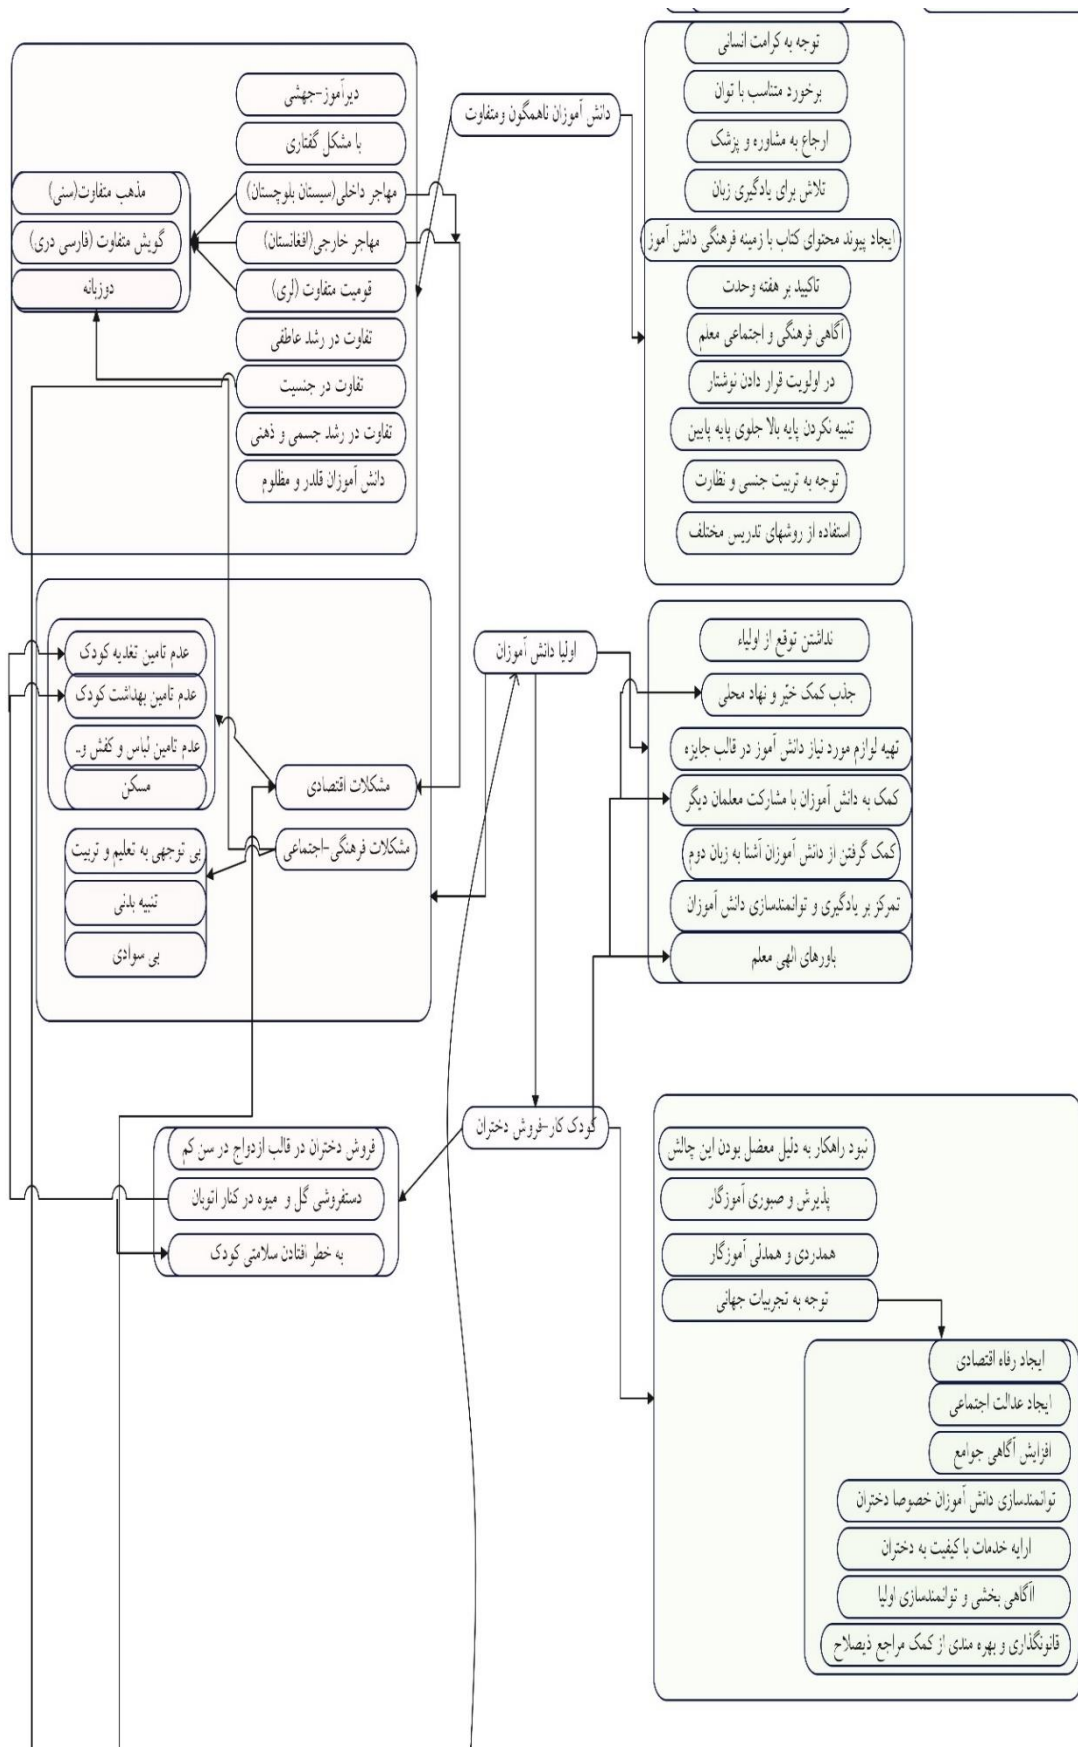 توجه به کرامت انسانی
برخورد متناسب با توان
ارجاع به مشاوره و پزشک
تلاش برای یادگیری زبان
ایجاد پیوند محتوای کتاب با زمینه فرهنگی دانش آموز
تاکیید بر هفته وحدت
آگاهی فرهنگی و اجتماعی معلم
در اولویت قرار دادن نوشتار
تنبیه نکردن پایه بالا جلوی پایه پایین
توجه به تربیت جنسی و نظارت
استفاده از روشهای تدریس مختلف
دانش آموزان ناهمگون ومتفاوت
دیرآموز-جهشی
با مشکل گفتاری
مهاجر داخلی(سیستان بلوچستان)
مهاجر خارجی(افغانستان)
قومیت متفاوت (لری)
تفاوت در رشد عاطفی
تفاوت در جنسیت
تفاوت در رشد جسمی و ذهنی
دانش آموزان قلدر و مظلوم
مذهب متفاوت(سنی)
گویش متفاوت (فارسی دری)
دوزبانه
نداشتن توقع از اولیاء
جذب کمک خیّر و نهاد محلی
تهیه لوازم مورد نیاز دانش آموز در قالب جایزه
کمک به دانش آموزان با مشارکت معلمان دیگر
کمک گرفتن از دانش آموزان آشنا به زبان دوم
تمرکز بر یادگیری و توانمندسازی دانش آموزان
باورهای الهی معلم
اولیا دانش آموزان
مشکلات اقتصادی
مشکلات فرهنگی-اجتماعی
عدم تامین تغذیه کودک
عدم تامین بهداشت کودک
عدم تامین لباس و کفش و..
مسکن
بی توجهی به تعلیم و تربیت
تنبیه بدنی
بی سوادی
کودک کار-فروش دختران
فروش دختران در قالب ازدواج در سن کم
دستفروشی گل و میوه در کنار اتوبان
به خطر افتادن سلامتی کودک
نبود راهکار به دلیل معضل بودن این چالش
پذیرش و صبوری آموزگار
همدردی و همدلی آموزگار
توجه به تجربیات جهانی
ایجاد رفاه اقتصادی
ایجاد عدالت اجتماعی
افزایش آگاهی جوامع
توانمندسازی دانش آموزان خصوصا دختران
ارایه خدمات با کیفیت به دختران
اآگاهی بخشی و توانمندسازی اولیا
قانونگذاری و بهره مندی از کمک مراجع ذیصلاح